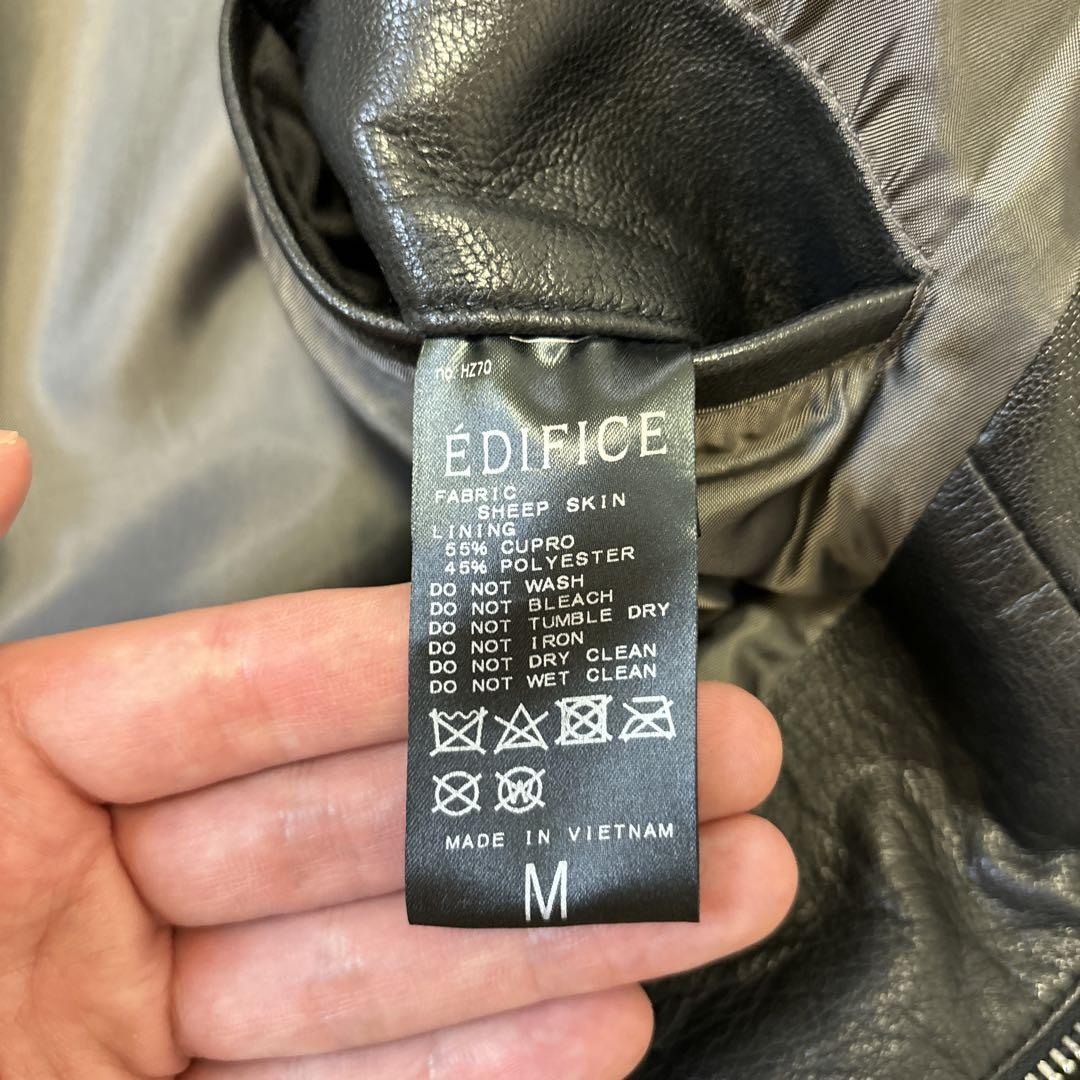 no. HZ70
ÉDIFICE
FABRIC
SHEEP SKIN
LINING
55% CUPRO
45% POLYESTER
DO NOT WASH
DO NOT BLEACH
DO NOT TUMBLE DRY
DO NOT IRON
DO NOT DRY CLEAN
DO NOT WET CLEAN
W
MADE IN VIETNAM
M